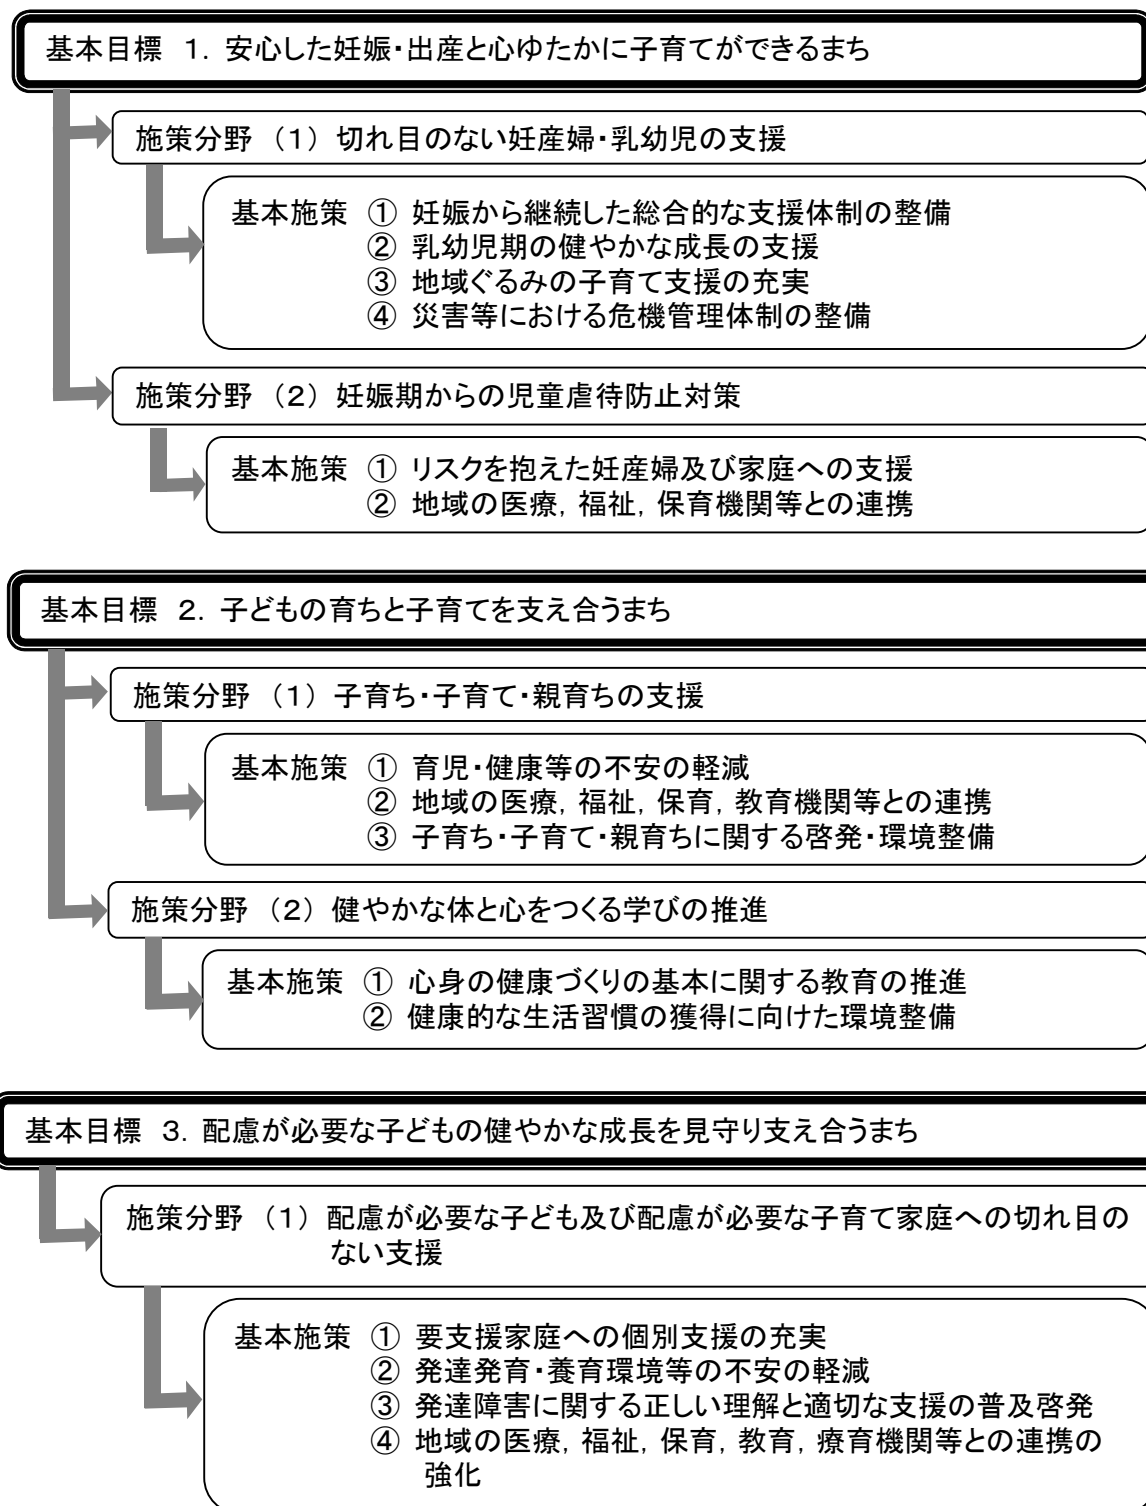 基本目標 1. 安心した妊娠・出産と心ゆたかに子育てができるまち
施策分野 (1) 切れ目のない妊産婦・乳幼児の支援
基本施策 ① 妊娠から継続した総合的な支援体制の整備
② 乳幼児期の健やかな成長の支援
③ 地域ぐるみの子育て支援の充実
④ 災害等における危機管理体制の整備
施策分野 (2) 妊娠期からの児童虐待防止対策
基本施策 ① リスクを抱えた妊産婦及び家庭への支援
② 地域の医療, 福祉, 保育機関等との連携
基本目標 2. 子どもの育ちと子育てを支え合うまち
施策分野 (1) 子育ち・子育て・親育ちの支援
基本施策 ① 育児・健康等の不安の軽減
② 地域の医療, 福祉, 保育, 教育機関等との連携
③ 子育ち・子育て・親育ちに関する啓発・環境整備
施策分野 (2) 健やかな体と心をつくる学びの推進
基本施策 ① 心身の健康づくりの基本に関する教育の推進
② 健康的な生活習慣の獲得に向けた環境整備
基本目標 3. 配慮が必要な子どもの健やかな成長を見守り支え合うまち
施策分野 (1) 配慮が必要な子ども及び配慮が必要な子育て家庭への切れ目の
ない支援
基本施策 ① 要支援家庭への個別支援の充実
② 発達発育・養育環境等の不安の軽減
③ 発達障害に関する正しい理解と適切な支援の普及啓発
④ 地域の医療, 福祉, 保育, 教育, 療育機関等との連携の
強化